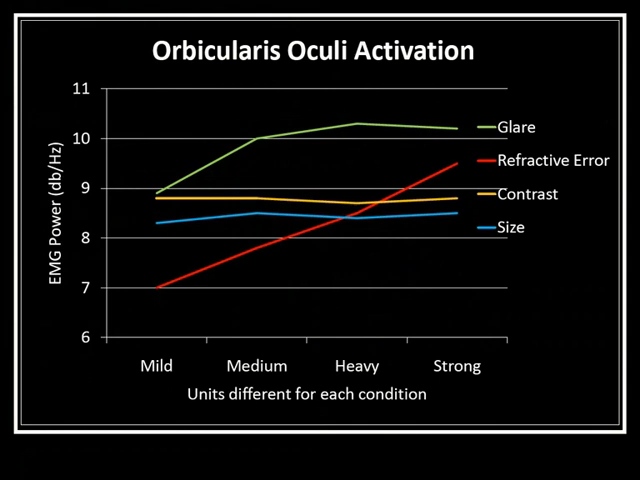 Orbicularis Oculi Activation
11
10
9
8
7
6
EMG Power (db/Hz)
Glare
Refractive Error
Contrast
Size
Mild Medium Heavy Strong
Units different for each condition